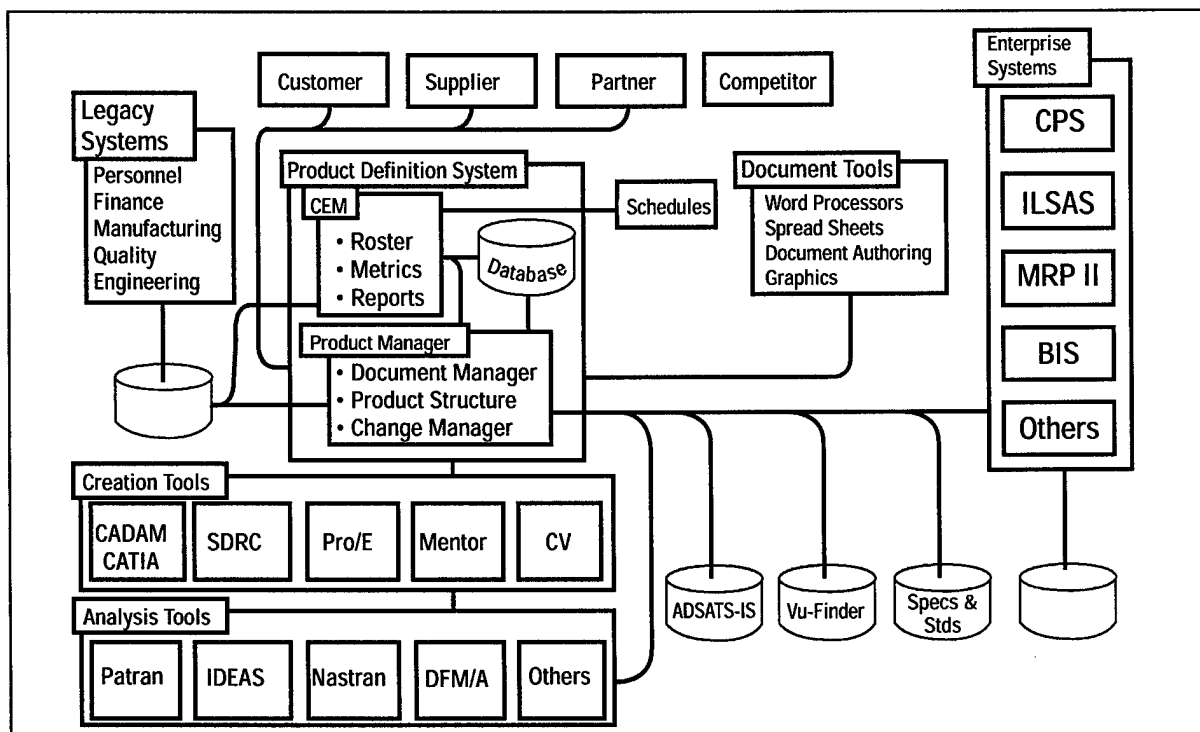 Customer
Supplier
Partner
Competitor
Enterprise
Systems
CPS
ILSAS
MRP II
BIS
Others
Legacy
Systems
Personnel
Finance
Manufacturing
Quality
Engineering
Product Definition System
CEM
• Roster
• Metrics
• Reports
Database
Schedules
Product Manager
• Document Manager
• Product Structure
• Change Manager
Document Tools
Word Processors
Spread Sheets
Document Authoring
Graphics
Creation Tools
CADAM
CATIA
SDRC
Pro/E
Mentor
CV
Analysis Tools
Patran
IDEAS
Nastran
DFM/A
Others
ADSATS-IS
Vu-Finder
Specs &
Stds